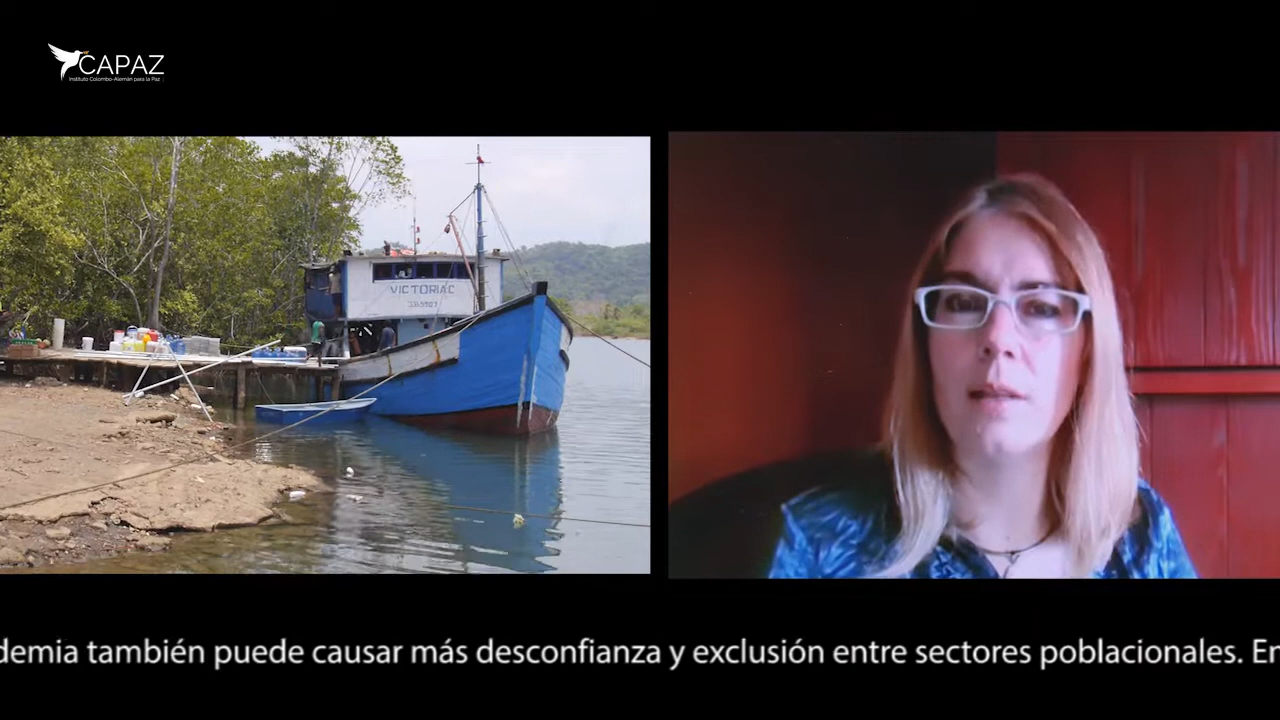 CAPAZ
Instituto Colombo-Alemán para la Paz
VICTORIA C
demia también puede causar más desconfianza y exclusión entre sectores poblacionales. En